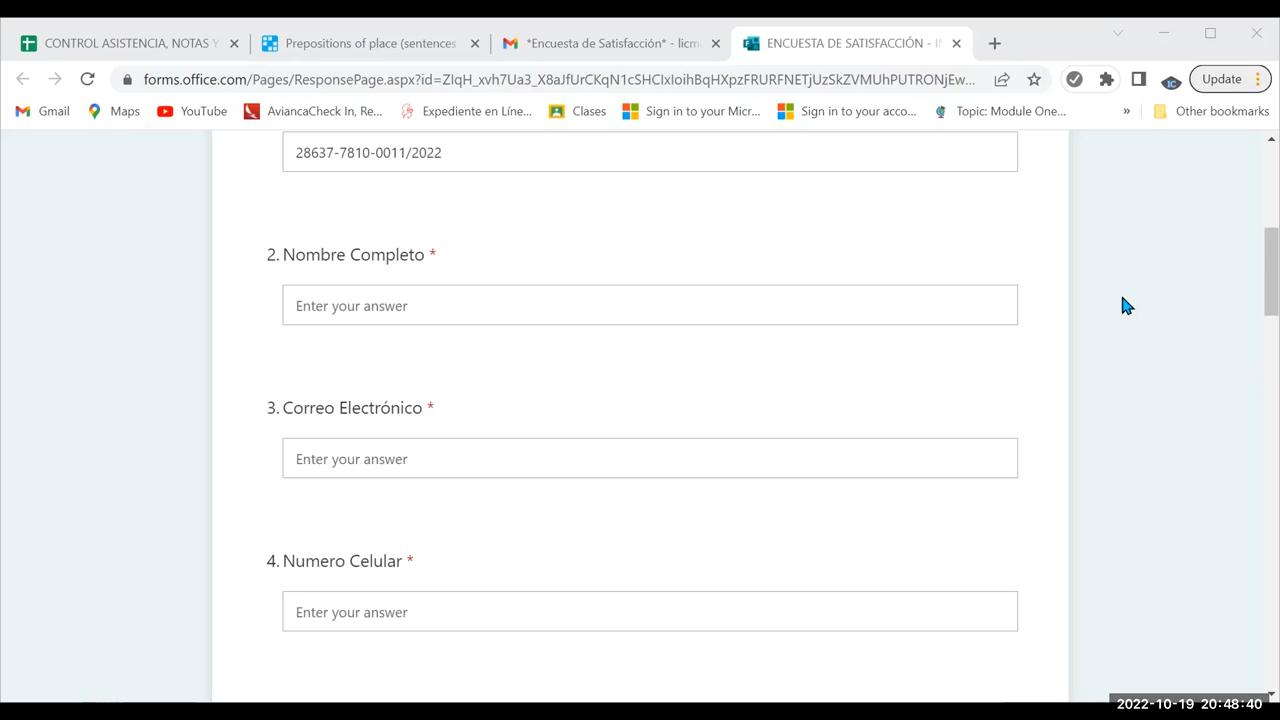 CONTROL ASISTENCIA, NOTAS Y
Prepositions of place (sentences
*Encuesta de Satisfacción* - licm
ENCUESTA DE SATISFACCIÓN - IN
forms.office.com/Pages/ResponsePage.aspx?id=ZIqH_xvh7Ua3_X8aJfUrCKqN1cSHCIxIoihBqHXpzFRURFNETjUzSkZVMUhPUTRONjEw...
Update
Gmail
Maps
YouTube
AviancaCheck In, Re...
Expediente en Líne...
Clases
Sign in to your Micr...
Sign in to your acco...
Topic: Module One...
»
Other bookmarks
28637-7810-0011/2022
2. Nombre Completo *
Enter your answer
3. Correo Electrónico *
Enter your answer
4. Numero Celular *
Enter your answer
2022-10-19 20:48:40